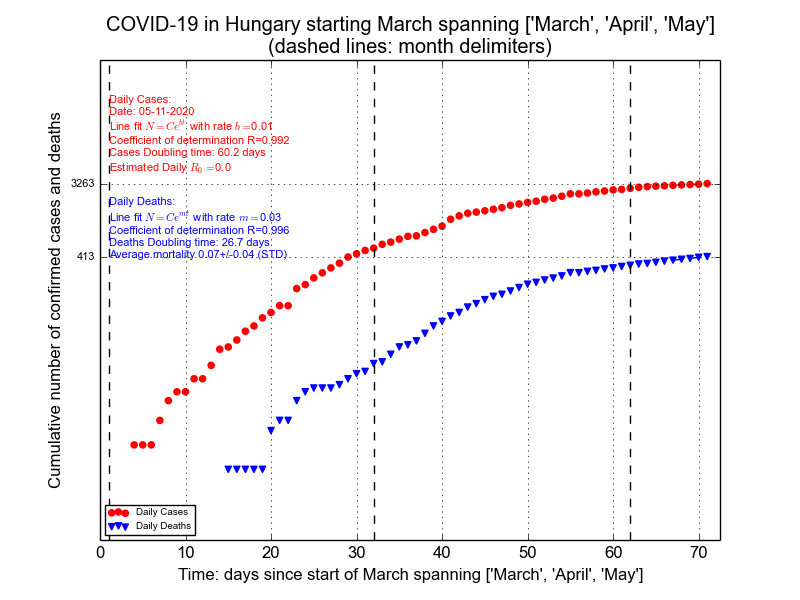 COVID-19 in Hungary starting March spanning ['March', 'April', 'May']
(dashed lines: month delimiters)
Cumulative number of confirmed cases and deaths
Daily Cases:
Date: 05-11-2020
Line fit N = Ce^{bt} with rate b =0.01
Coefficient of determination R=0.992
Cases Doubling time: 60.2 days
Estimated Daily R_0 =0.0
3263
Daily Deaths:
Line fit N = Ce^{mt} with rate m =0.03
Coefficient of determination R=0.996
Deaths Doubling time: 26.7 days
Average mortality 0.07+/-0.04 (STD)
413
Daily Cases
Daily Deaths
0 10 20 30 40 50 60 70
Time: days since start of March spanning ['March', 'April', 'May']